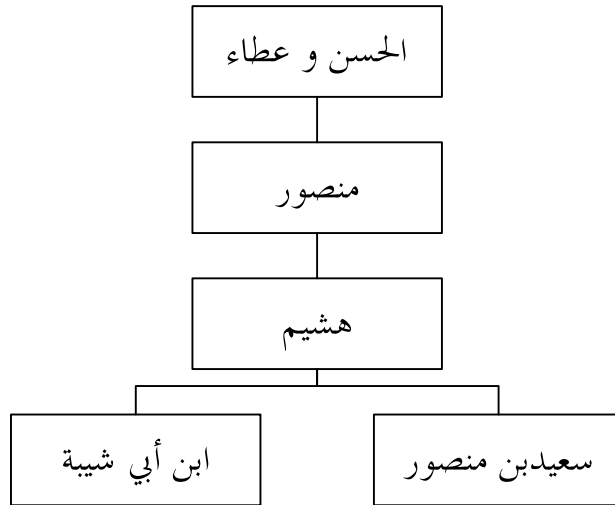 الحسن و عطاء
منصور
هشيم
سعيدبن منصور
ابن أبي شيبة